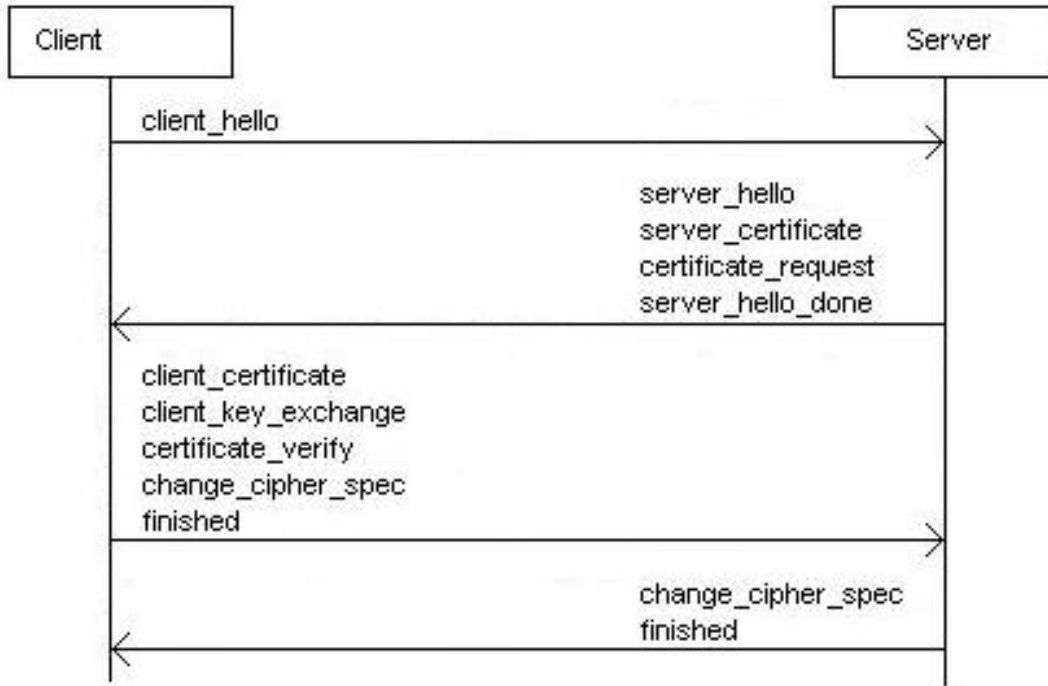 Client
Server
client_hello
server_hello
server_certificate
certificate_request
server_hello_done
client_certificate
client_key_exchange
certificate_verify
change_cipher_spec
finished
change_cipher_spec
finished